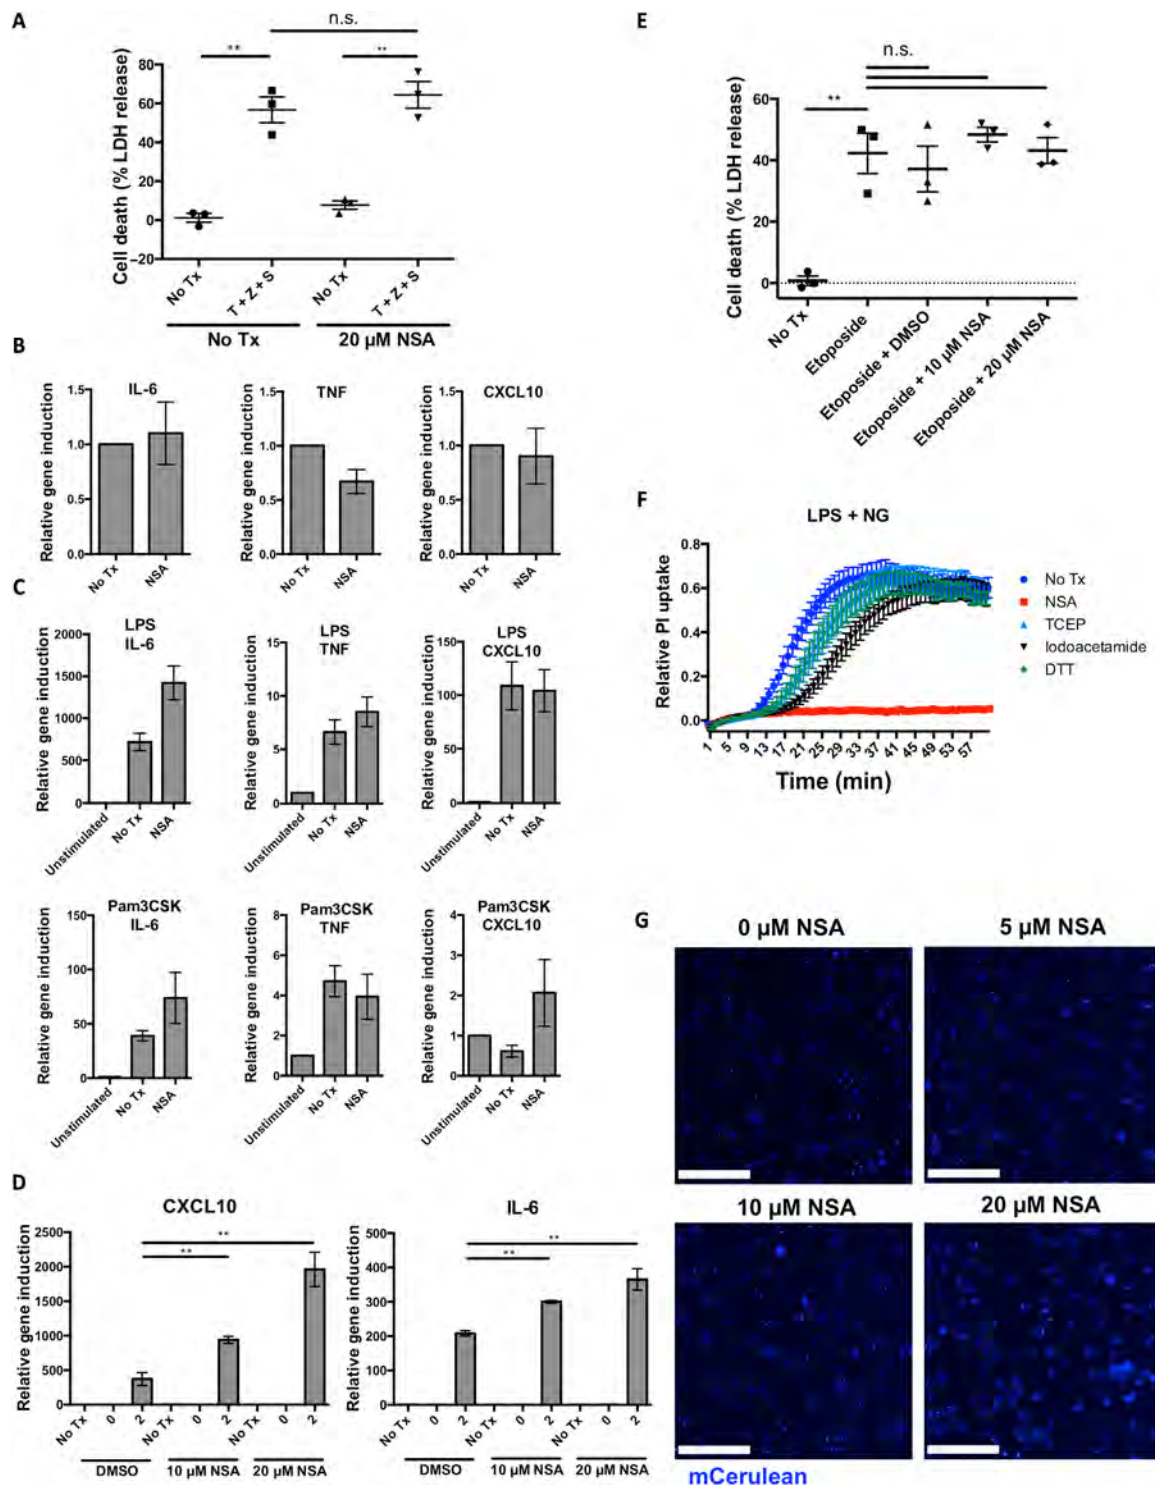 A
n.s.
**
**
Cell death (% LDH release)
80
60
40
20
0
−20
No Tx
T + Z + S
No Tx
T + Z + S
No Tx
20 µM NSA
B
IL-6
Relative gene induction
1.5
1.0
0.5
0.0
No Tx
NSA
TNF
Relative gene induction
1.5
1.0
0.5
0.0
No Tx
NSA
CXCL10
Relative gene induction
1.5
1.0
0.5
0.0
No Tx
NSA
C
LPS
IL-6
Relative gene induction
2000
1500
1000
500
0
Unstimulated
No Tx
NSA
LPS
TNF
Relative gene induction
15
10
5
0
Unstimulated
No Tx
NSA
LPS
CXCL10
Relative gene induction
150
100
50
0
Unstimulated
No Tx
NSA
Pam3CSK
IL-6
Relative gene induction
100
75
50
25
0
Unstimulated
No Tx
NSA
Pam3CSK
TNF
Relative gene induction
8
6
4
2
0
Unstimulated
No Tx
NSA
Pam3CSK
CXCL10
Relative gene induction
4
3
2
1
0
Unstimulated
No Tx
NSA
D
CXCL10
Relative gene induction
2500
2000
1500
1000
500
0
**
**
No Tx
0
2
No Tx
0
2
No Tx
0
2
DMSO
10 µM NSA
20 µM NSA
IL-6
Relative gene induction
500
400
300
200
100
0
**
**
No Tx
0
2
No Tx
0
2
No Tx
0
2
DMSO
10 µM NSA
20 µM NSA
E
n.s.
**
Cell death (% LDH release)
60
40
20
0
No Tx
Etoposide
Etoposide + DMSO
Etoposide + 10 µM NSA
Etoposide + 20 µM NSA
F
LPS + NG
Relative PI uptake
0.8
0.6
0.4
0.2
0.0
1
5
9
13
17
21
25
29
33
37
41
45
49
53
57
Time (min)
No Tx
NSA
TCEP
Iodoacetamide
DTT
G
0 µM NSA
5 µM NSA
10 µM NSA
20 µM NSA
mCerulean